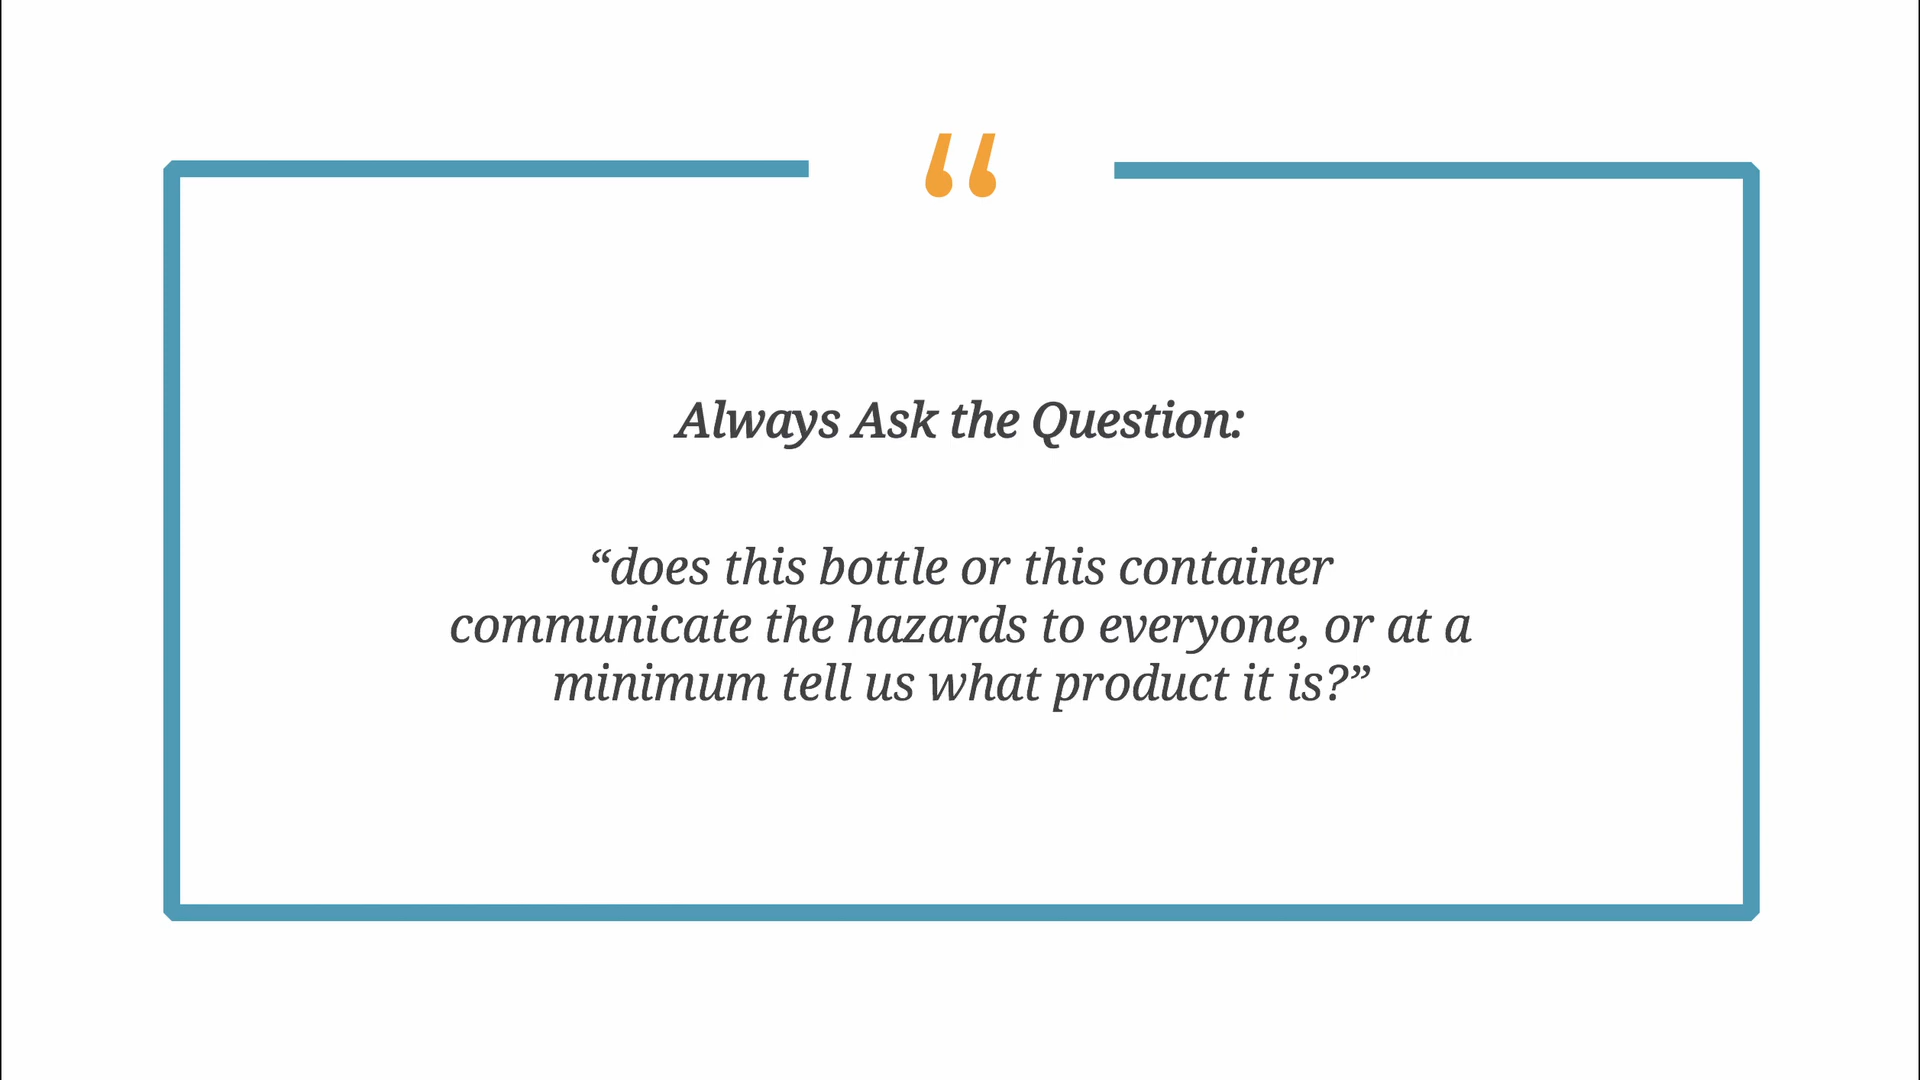 “
Always Ask the Question:
“does this bottle or this container
communicate the hazards to everyone, or at a
minimum tell us what product it is?”